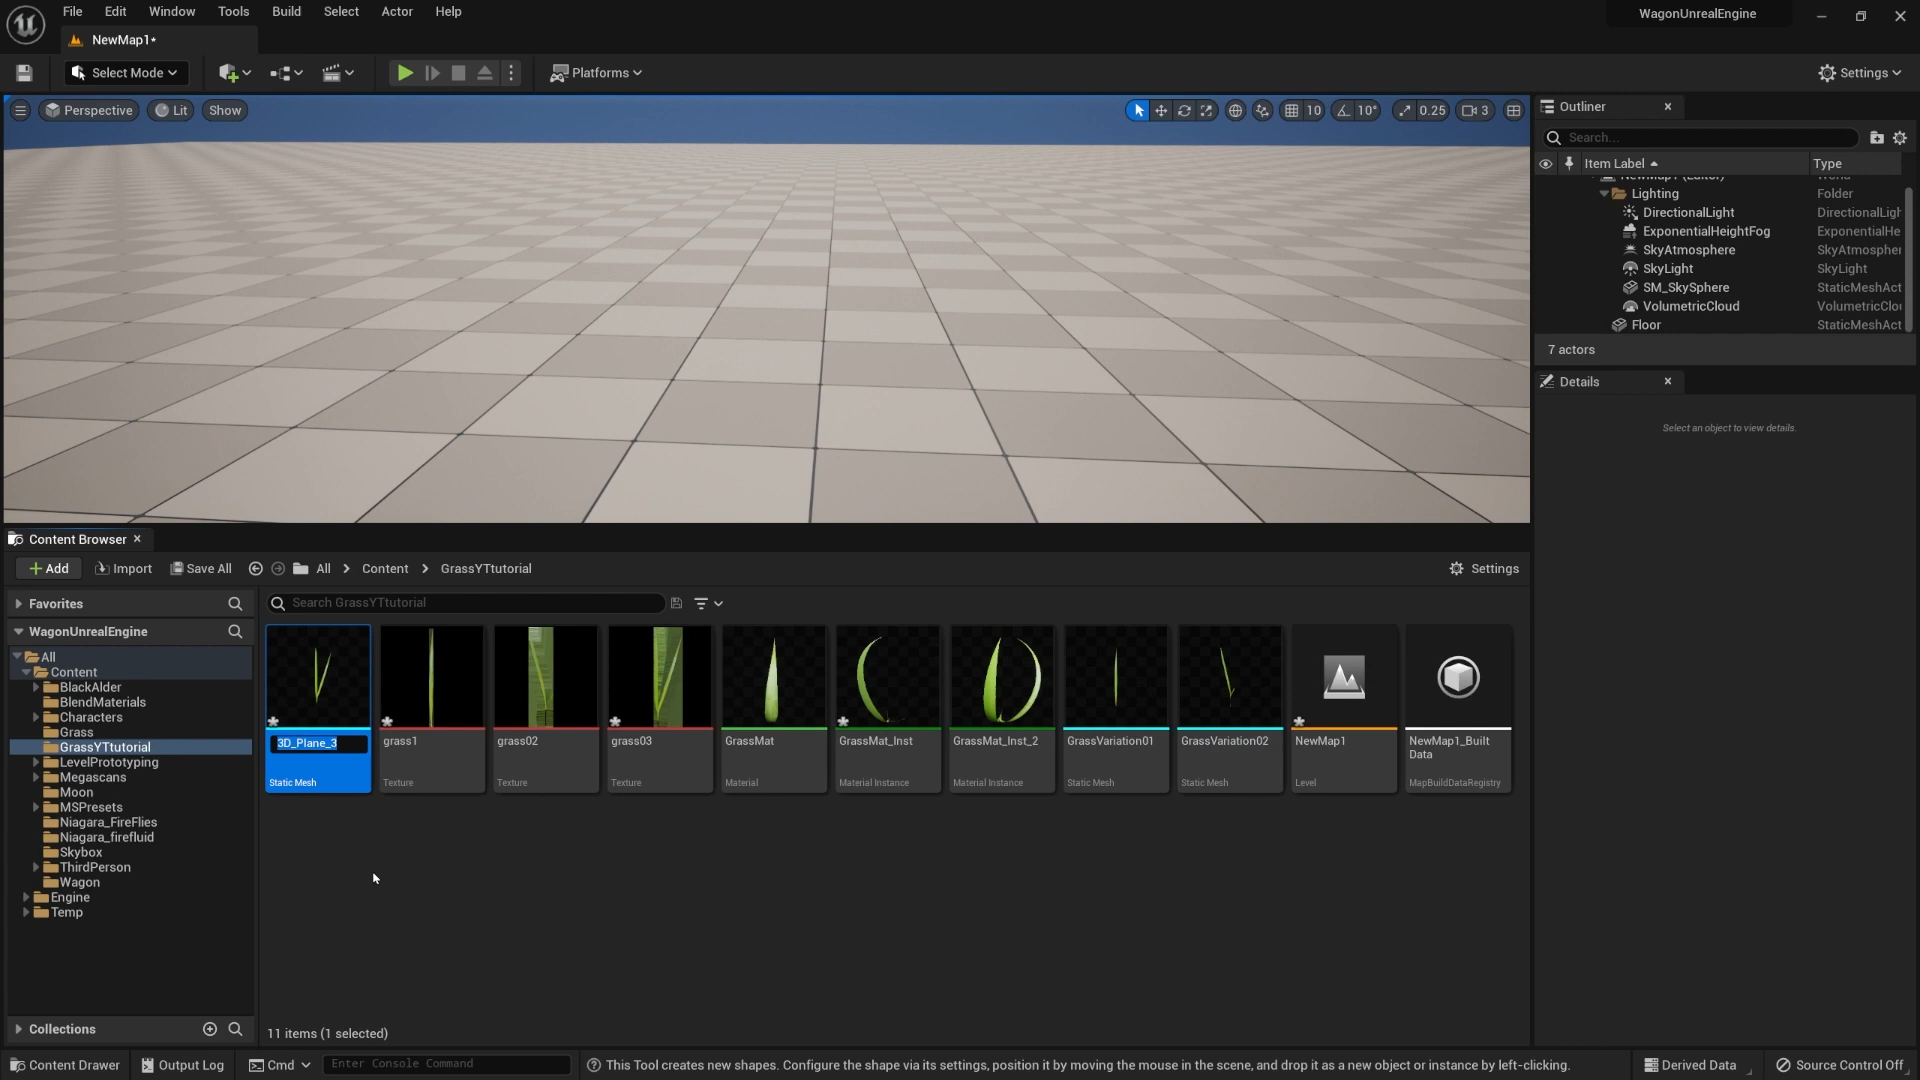 File Edit Window Tools Build Select Actor Help
WagonUnrealEngine
NewMap1*
Select Mode
Platforms
Settings
Perspective Lit Show
10 10° 0.25 3
Outliner
Search...
Item Label Type
Lighting Folder
DirectionalLight DirectionalLigh
ExponentialHeightFog ExponentialHe
SkyAtmosphere SkyAtmospher
SkyLight SkyLight
SM_SkySphere StaticMeshAct
VolumetricCloud VolumetricClo
Floor StaticMeshAct
7 actors
Details
Select an object to view details.
Content Browser
Add Import Save All All > Content > GrassYTtutorial Settings
Favorites
Search GrassYTtutorial
WagonUnrealEngine
All
Content
BlackAlder
BlendMaterials
Characters
Grass
GrassYTtutorial
LevelPrototyping
Megascans
Moon
MSPresets
Niagara_FireFlies
Niagara_firefluid
Skybox
ThirdPerson
Wagon
Engine
Temp
Collections
3D_Plane_3
Static Mesh
grass1
Texture
grass02
Texture
grass03
Texture
GrassMat
Material
GrassMat_Inst
Material Instance
GrassMat_Inst_2
Material Instance
GrassVariation01
Static Mesh
GrassVariation02
Static Mesh
NewMap1
Level
NewMap1_Built
Data
MapBuildDataRegistry
11 items (1 selected)
Content Drawer Output Log Cmd Enter Console Command This Tool creates new shapes. Configure the shape via its settings, position it by moving the mouse in the scene, and drop it as a new object or instance by left-clicking. Derived Data Source Control Off